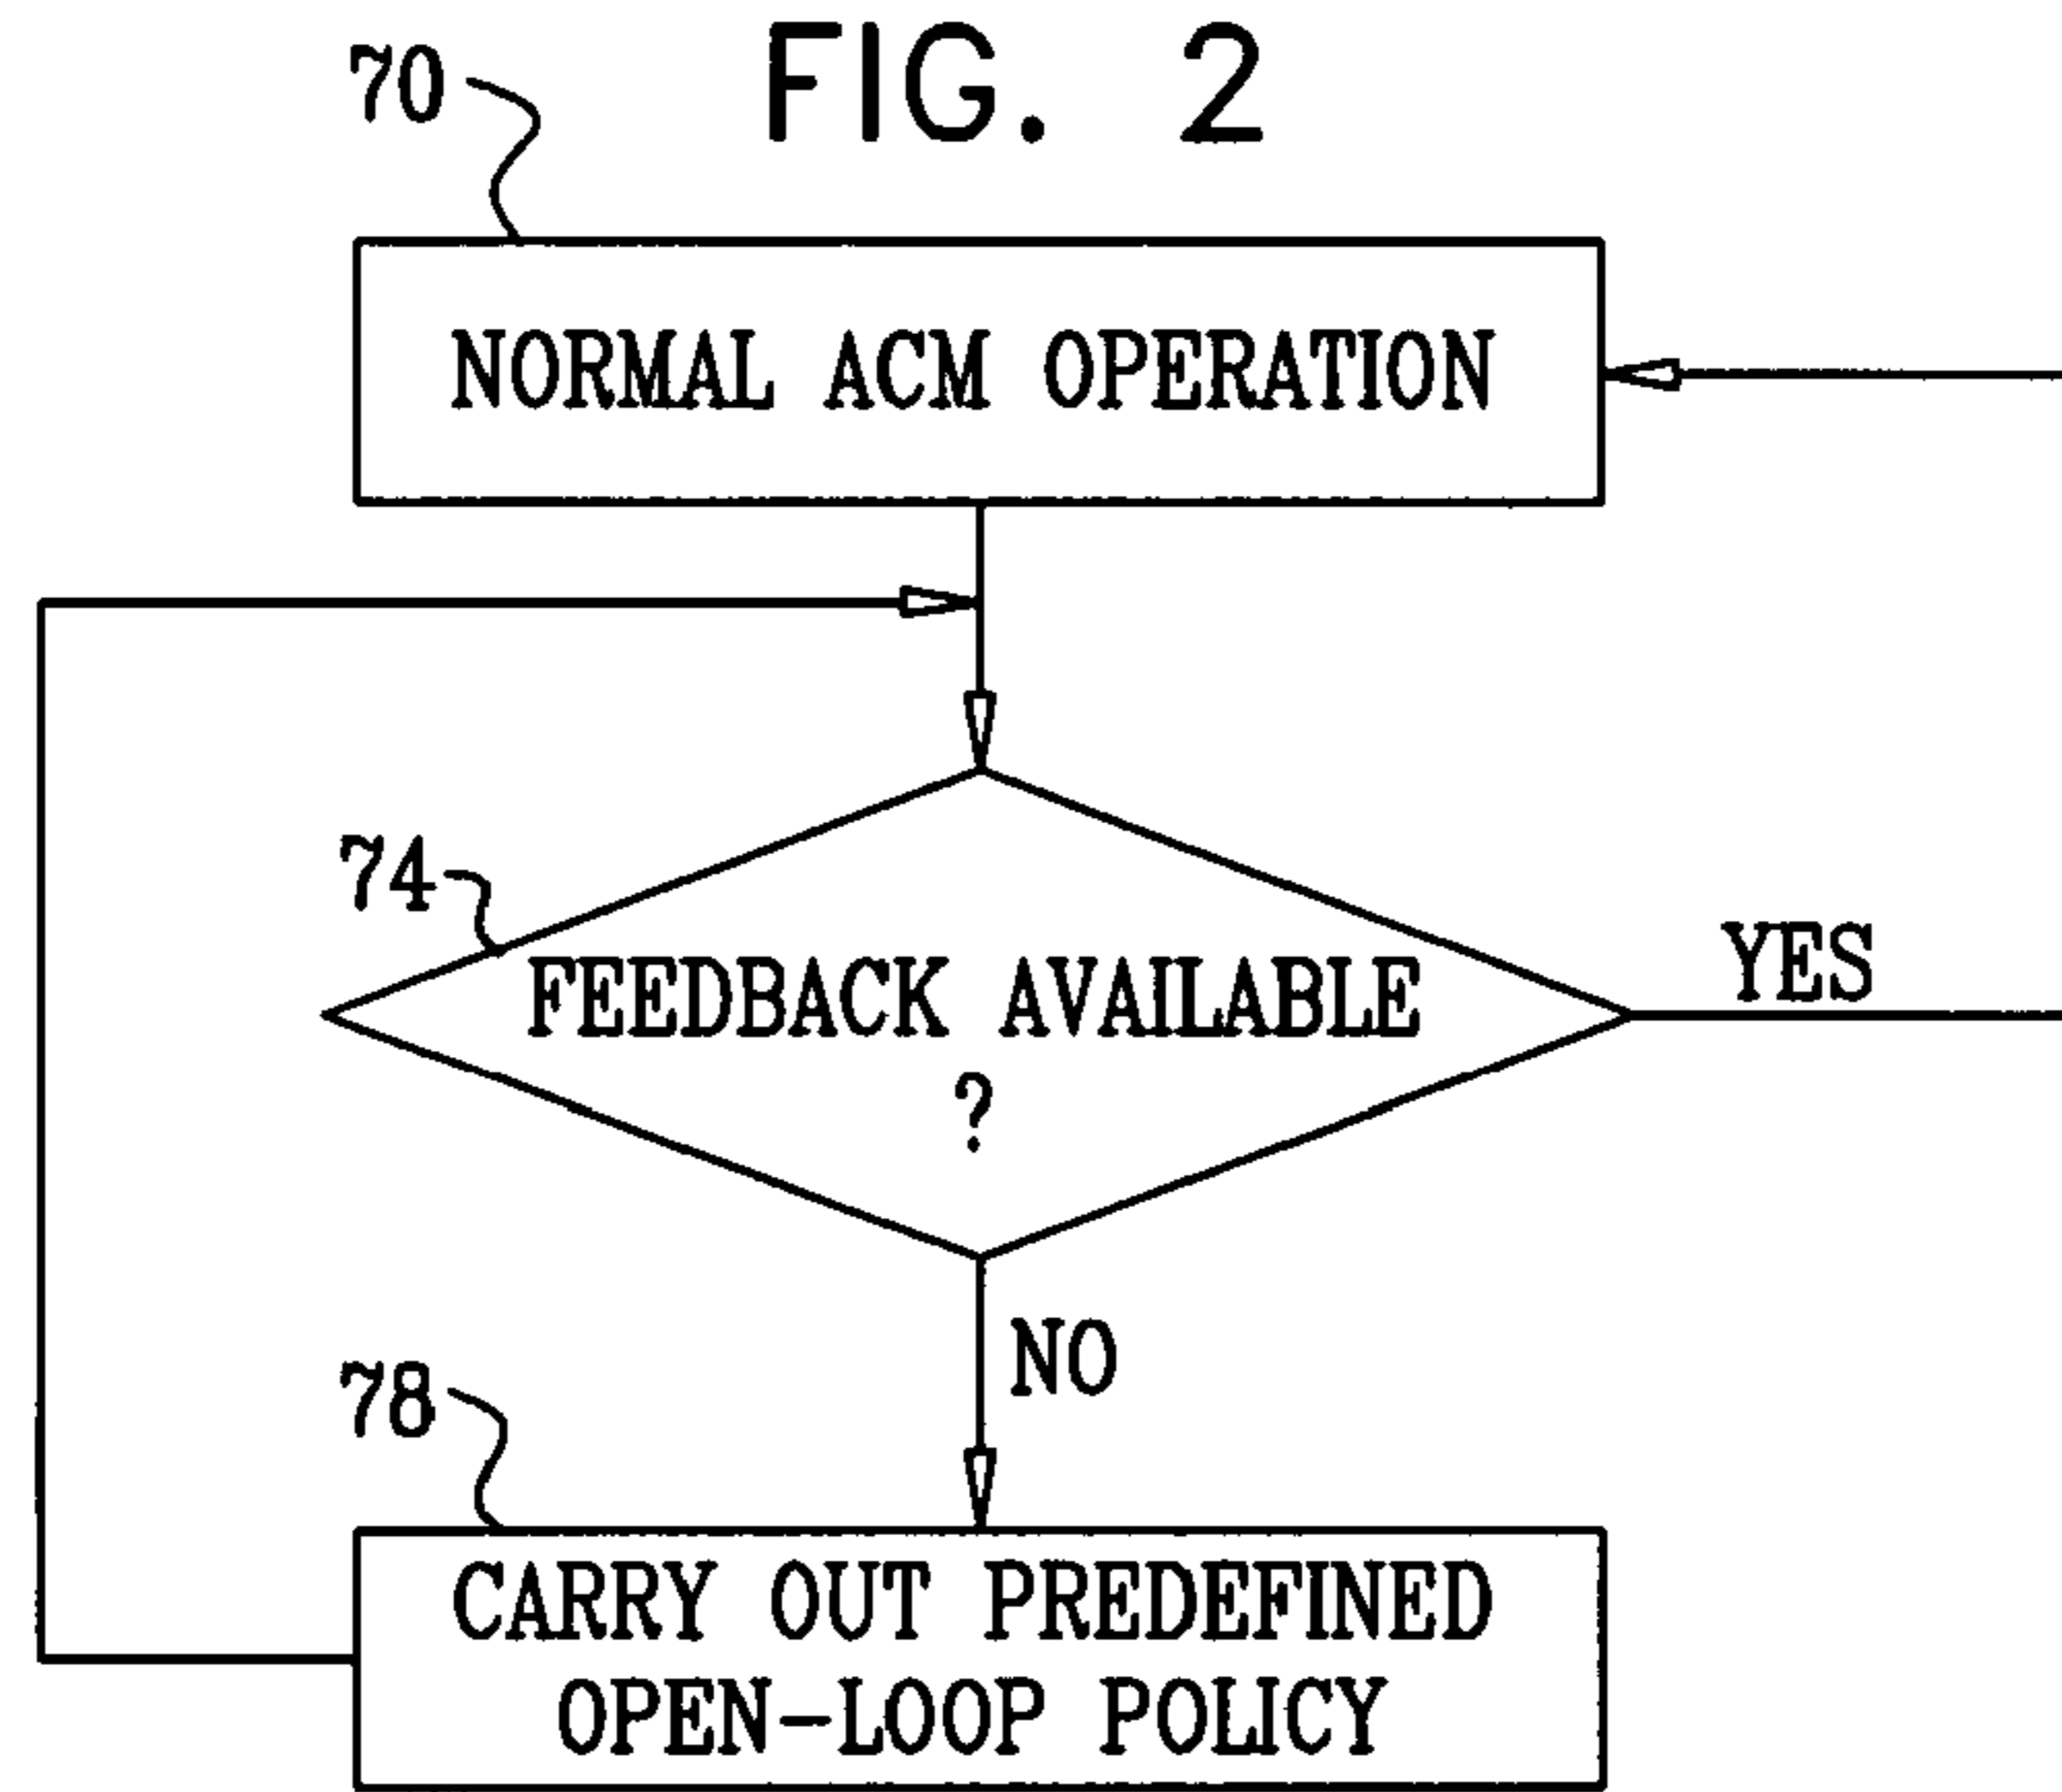 FIG. 2
70
NORMAL ACM OPERATION
74
FEEDBACK AVAILABLE
?
YES
NO
78
CARRY OUT PREDEFINED
OPEN-LOOP POLICY